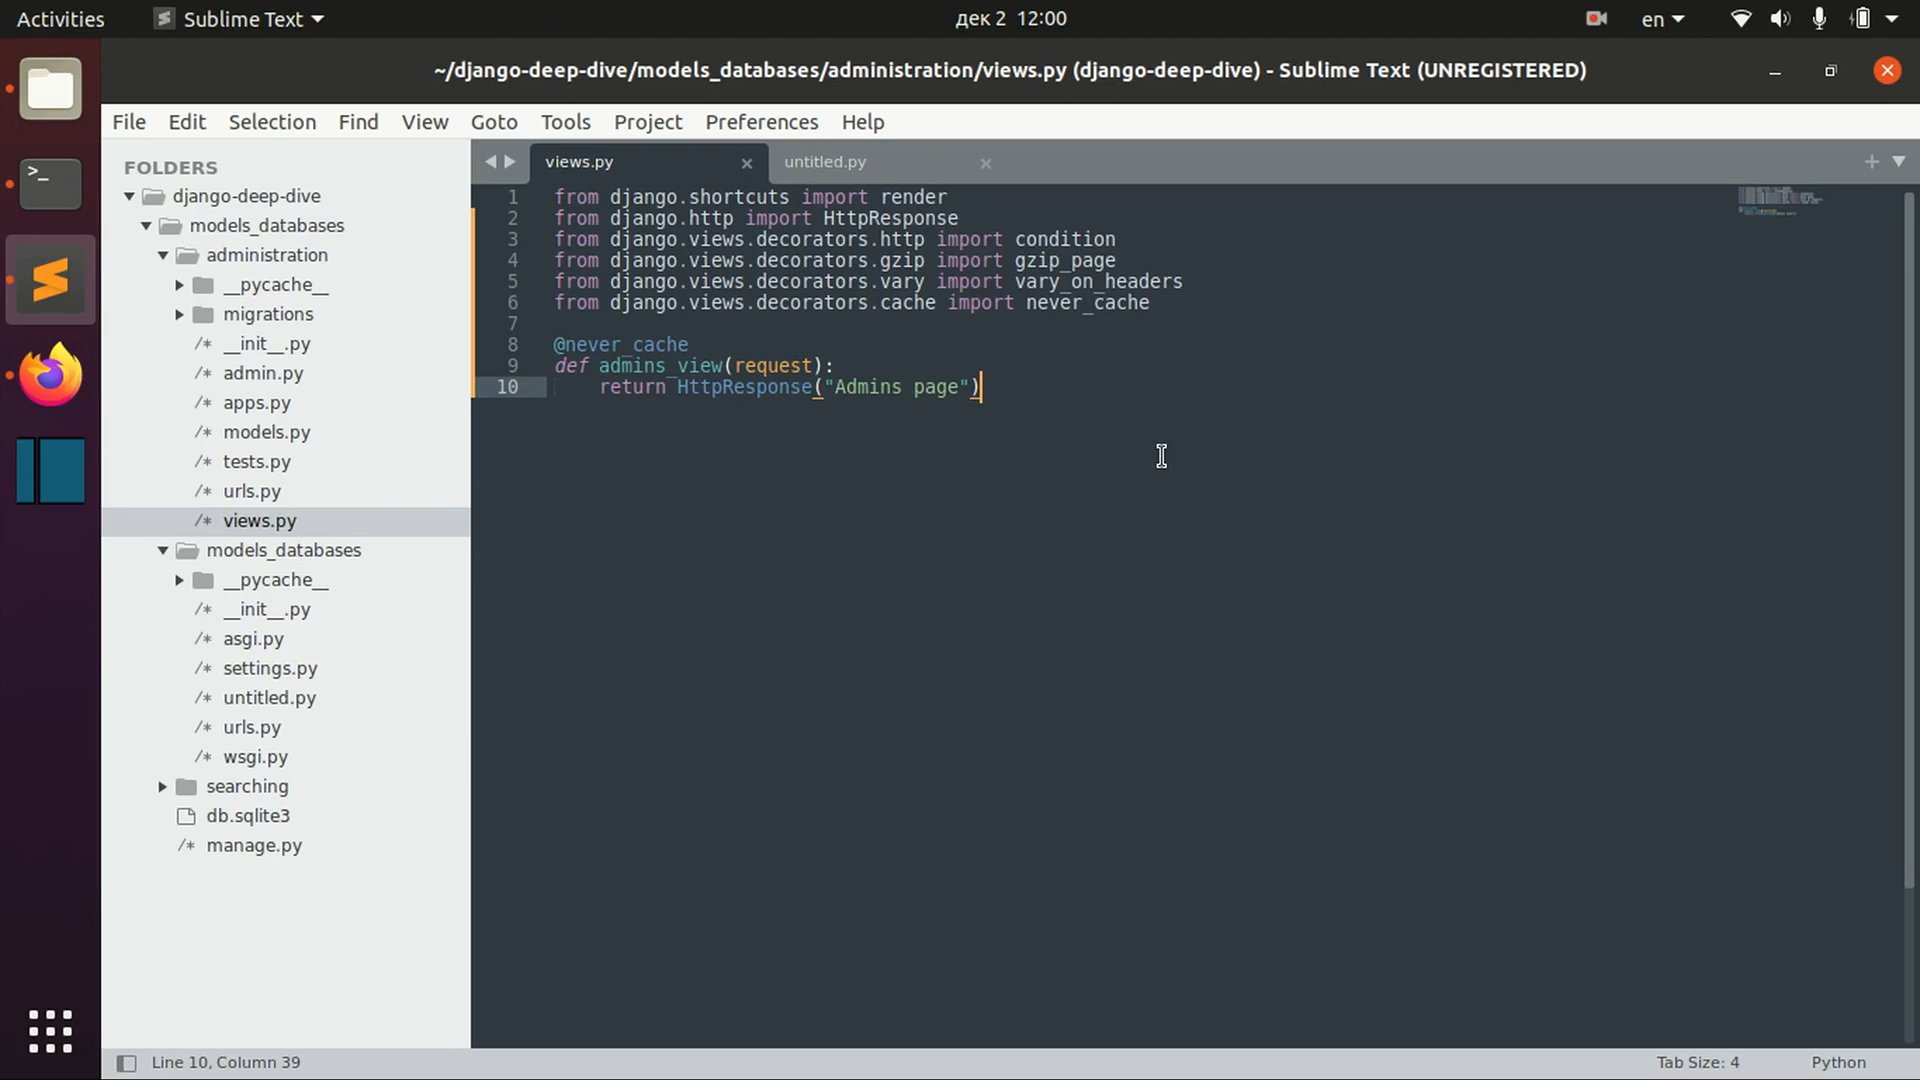 Activities
Sublime Text
дек 2 12:00
en
~/django-deep-dive/models_databases/administration/views.py (django-deep-dive) - Sublime Text (UNREGISTERED)
File Edit Selection Find View Goto Tools Project Preferences Help
FOLDERS
django-deep-dive
models_databases
administration
__pycache__
migrations
/* __init__.py
/* admin.py
/* apps.py
/* models.py
/* tests.py
/* urls.py
/* views.py
models_databases
__pycache__
/* __init__.py
/* asgi.py
/* settings.py
/* untitled.py
/* urls.py
/* wsgi.py
searching
db.sqlite3
/* manage.py
views.py
untitled.py
1 from django.shortcuts import render
2 from django.http import HttpResponse
3 from django.views.decorators.http import condition
4 from django.views.decorators.gzip import gzip_page
5 from django.views.decorators.vary import vary_on_headers
6 from django.views.decorators.cache import never_cache
7
8 @never_cache
9 def admins_view(request):
10 return HttpResponse("Admins page")
Line 10, Column 39
Tab Size: 4
Python